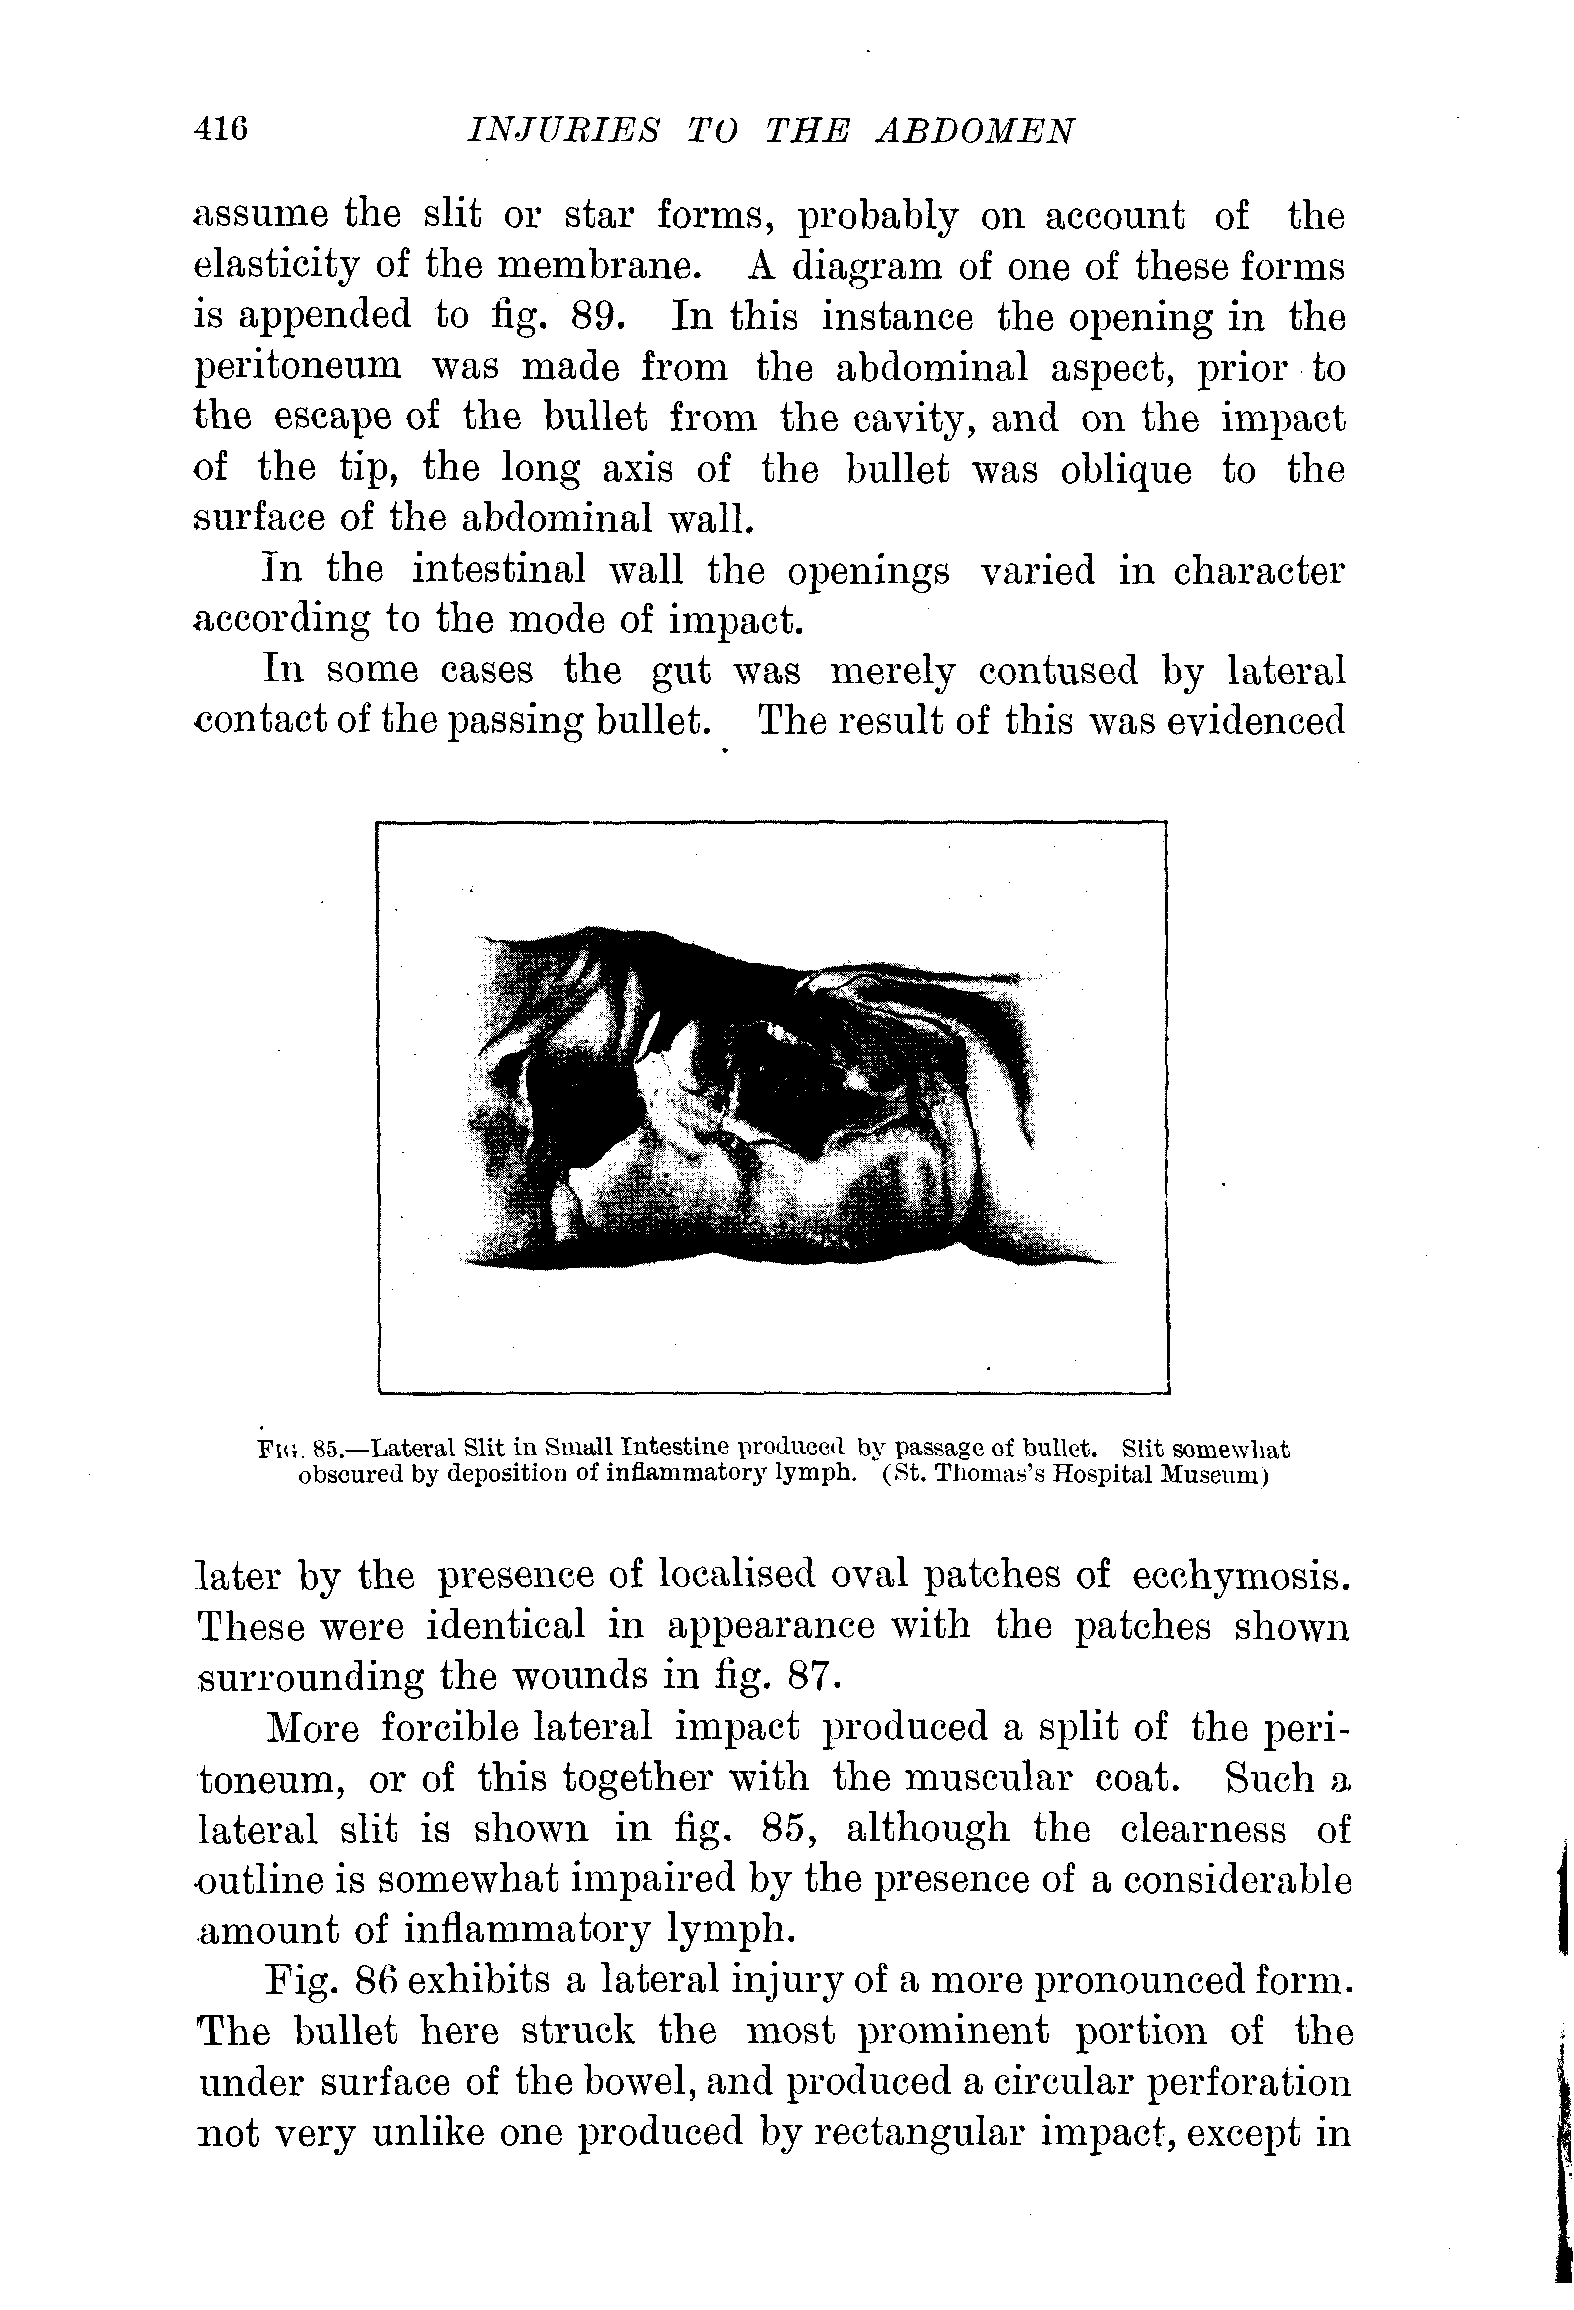 416 INJURIES TO THE ABDOMEN
assume the slit or star forms, probably on account of the
elasticity of the membrane. A diagram of one of these forms
is appended to fig. 89. In this instance the opening in the
peritoneum was made from the abdominal aspect, prior to
the escape of the bullet from the cavity, and on the impact
of the tip, the long axis of the bullet was oblique to the
surface of the abdominal wall.
In the intestinal wall the openings varied in character
according to the mode of impact.
In some cases the gut was merely contused by lateral
contact of the passing bullet. The result of this was evidenced
FIG. 85.—Lateral Slit in Small Intestine produced by passage of bullet. Slit somewhat
obscured by deposition of inflammatory lymph. (St. Thomas's Hospital Museum)
later by the presence of localised oval patches of ecchymosis.
These were identical in appearance with the patches shown
surrounding the wounds in fig. 87.
More forcible lateral impact produced a split of the peri-
toneum, or of this together with the muscular coat. Such a
lateral slit is shown in fig. 85, although the clearness of
outline is somewhat impaired by the presence of a considerable
amount of inflammatory lymph.
Fig. 86 exhibits a lateral injury of a more pronounced form.
The bullet here struck the most prominent portion of the
under surface of the bowel, and produced a circular perforation
not very unlike one produced by rectangular impact, except in